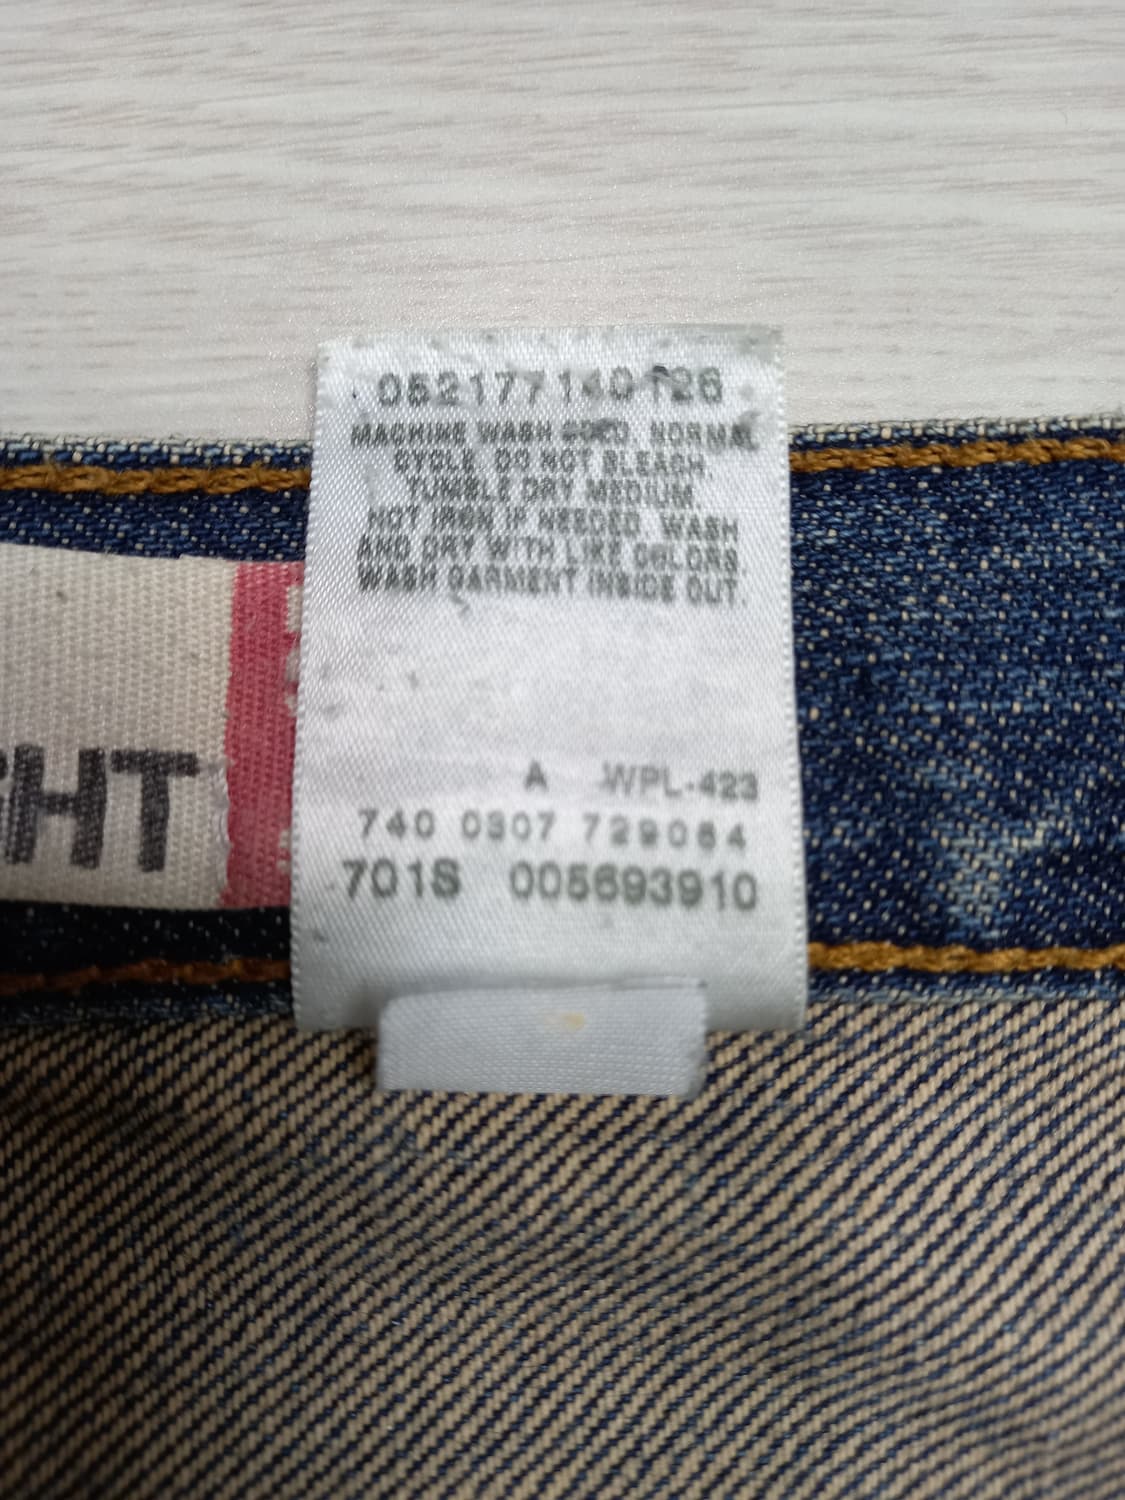 052177140126
MACHINE WASH COLD. NORMAL
CYCLE. DO NOT BLEACH.
TUMBLE DRY MEDIUM.
HOT IRON IF NEEDED. WASH
AND DRY WITH LIKE COLORS.
WASH GARMENT INSIDE OUT.
A WPL-423
GHT
740 0307 729064
701S 005693910